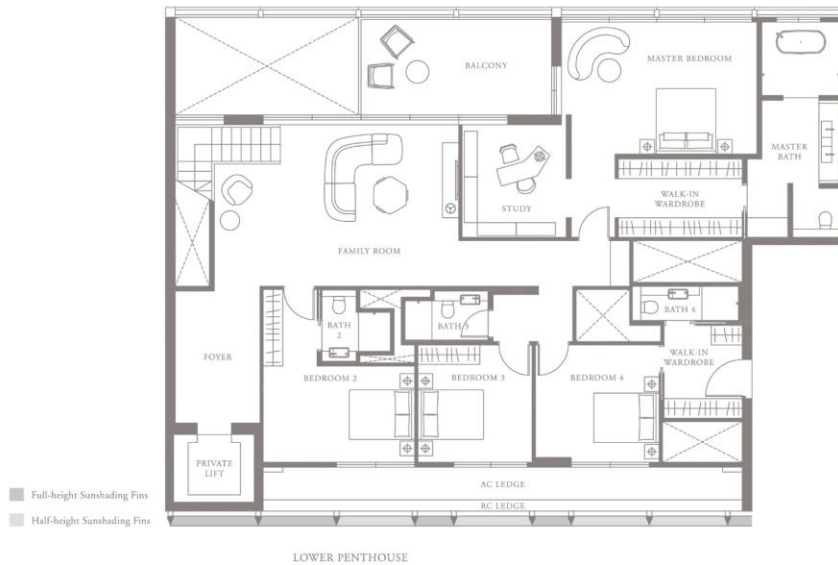 BALCONY
MASTER BEDROOM
MASTER
BATH
STUDY
WALK-IN
WARDROBE
FAMILY ROOM
BATH
2
BATH 3
BATH 4
FOYER
WALK-IN
WARDROBE
BEDROOM 2
BEDROOM 3
BEDROOM 4
PRIVATE
LIFT
AC LEDGE
RC LEDGE
Full-height Sunshading Fins
Half-height Sunshading Fins
LOWER PENTHOUSE